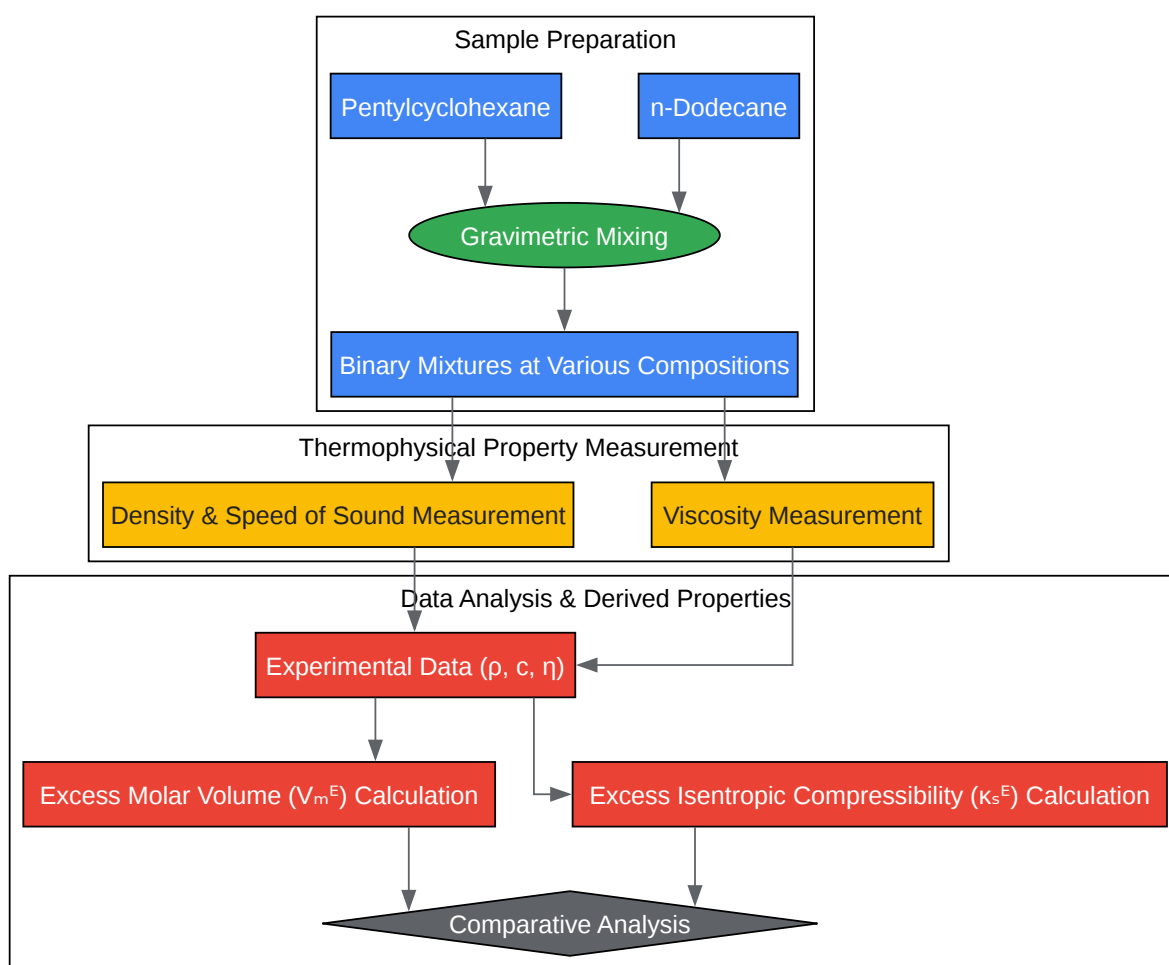 Sample Preparation
Pentylcyclohexane
n-Dodecane
Gravimetric Mixing
Binary Mixtures at Various Compositions
Thermophysical Property Measurement
Density & Speed of Sound Measurement
Viscosity Measurement
Data Analysis & Derived Properties
Experimental Data (ρ, c, η)
Excess Molar Volume (Vₘᴱ) Calculation
Excess Isentropic Compressibility (κₛᴱ) Calculation
Comparative Analysis